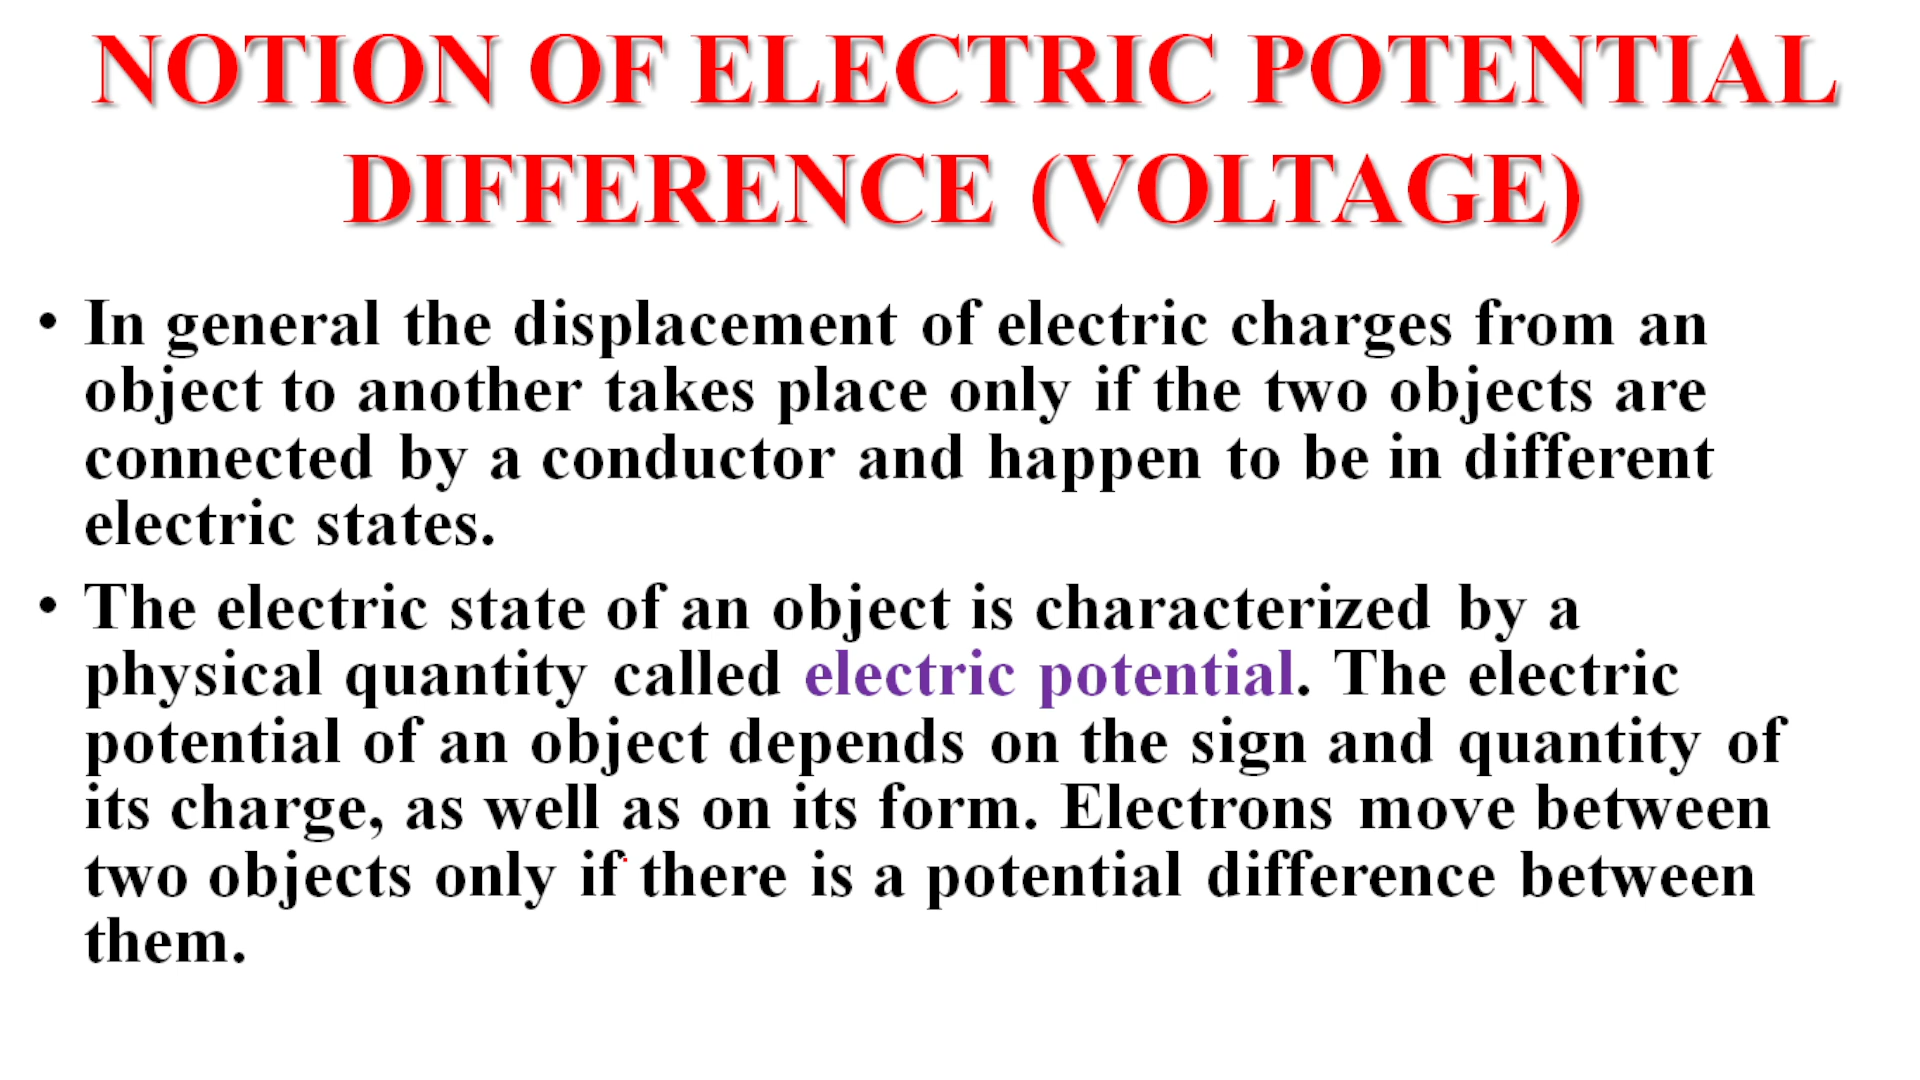 NOTION OF ELECTRIC POTENTIAL
DIFFERENCE (VOLTAGE)
• In general the displacement of electric charges from an
object to another takes place only if the two objects are
connected by a conductor and happen to be in different
electric states.
• The electric state of an object is characterized by a
physical quantity called electric potential. The electric
potential of an object depends on the sign and quantity of
its charge, as well as on its form. Electrons move between
two objects only if there is a potential difference between
them.